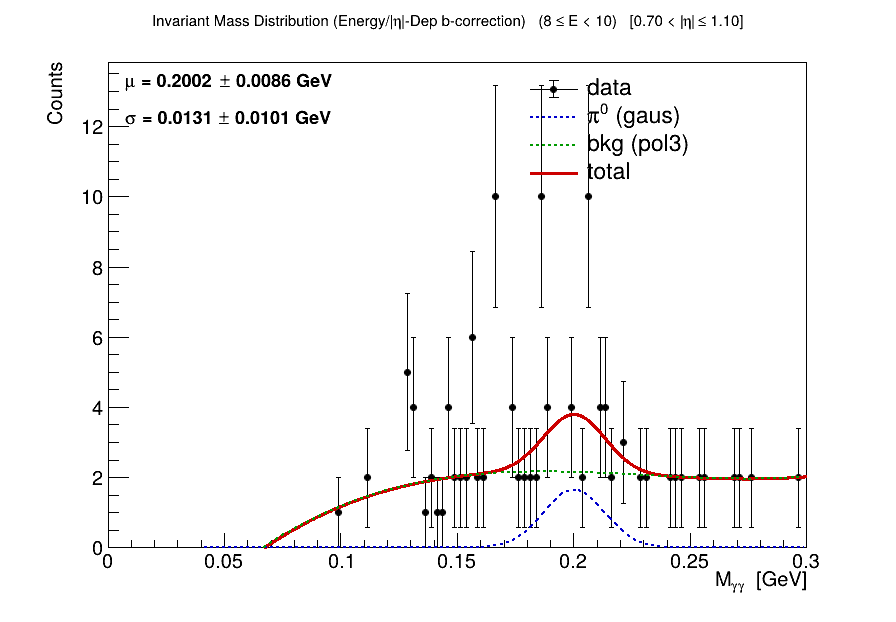 Invariant Mass Distribution (Energy/|η|-Dep b-correction) (8 ≤ E < 10) [0.70 < |η| ≤ 1.10]
μ = 0.2002 ± 0.0086 GeV
σ = 0.0131 ± 0.0101 GeV
data
π⁰ (gaus)
bkg (pol3)
total
Counts
12
10
8
6
4
2
0
0 0.05 0.1 0.15 0.2 0.25 0.3
Mγγ [GeV]